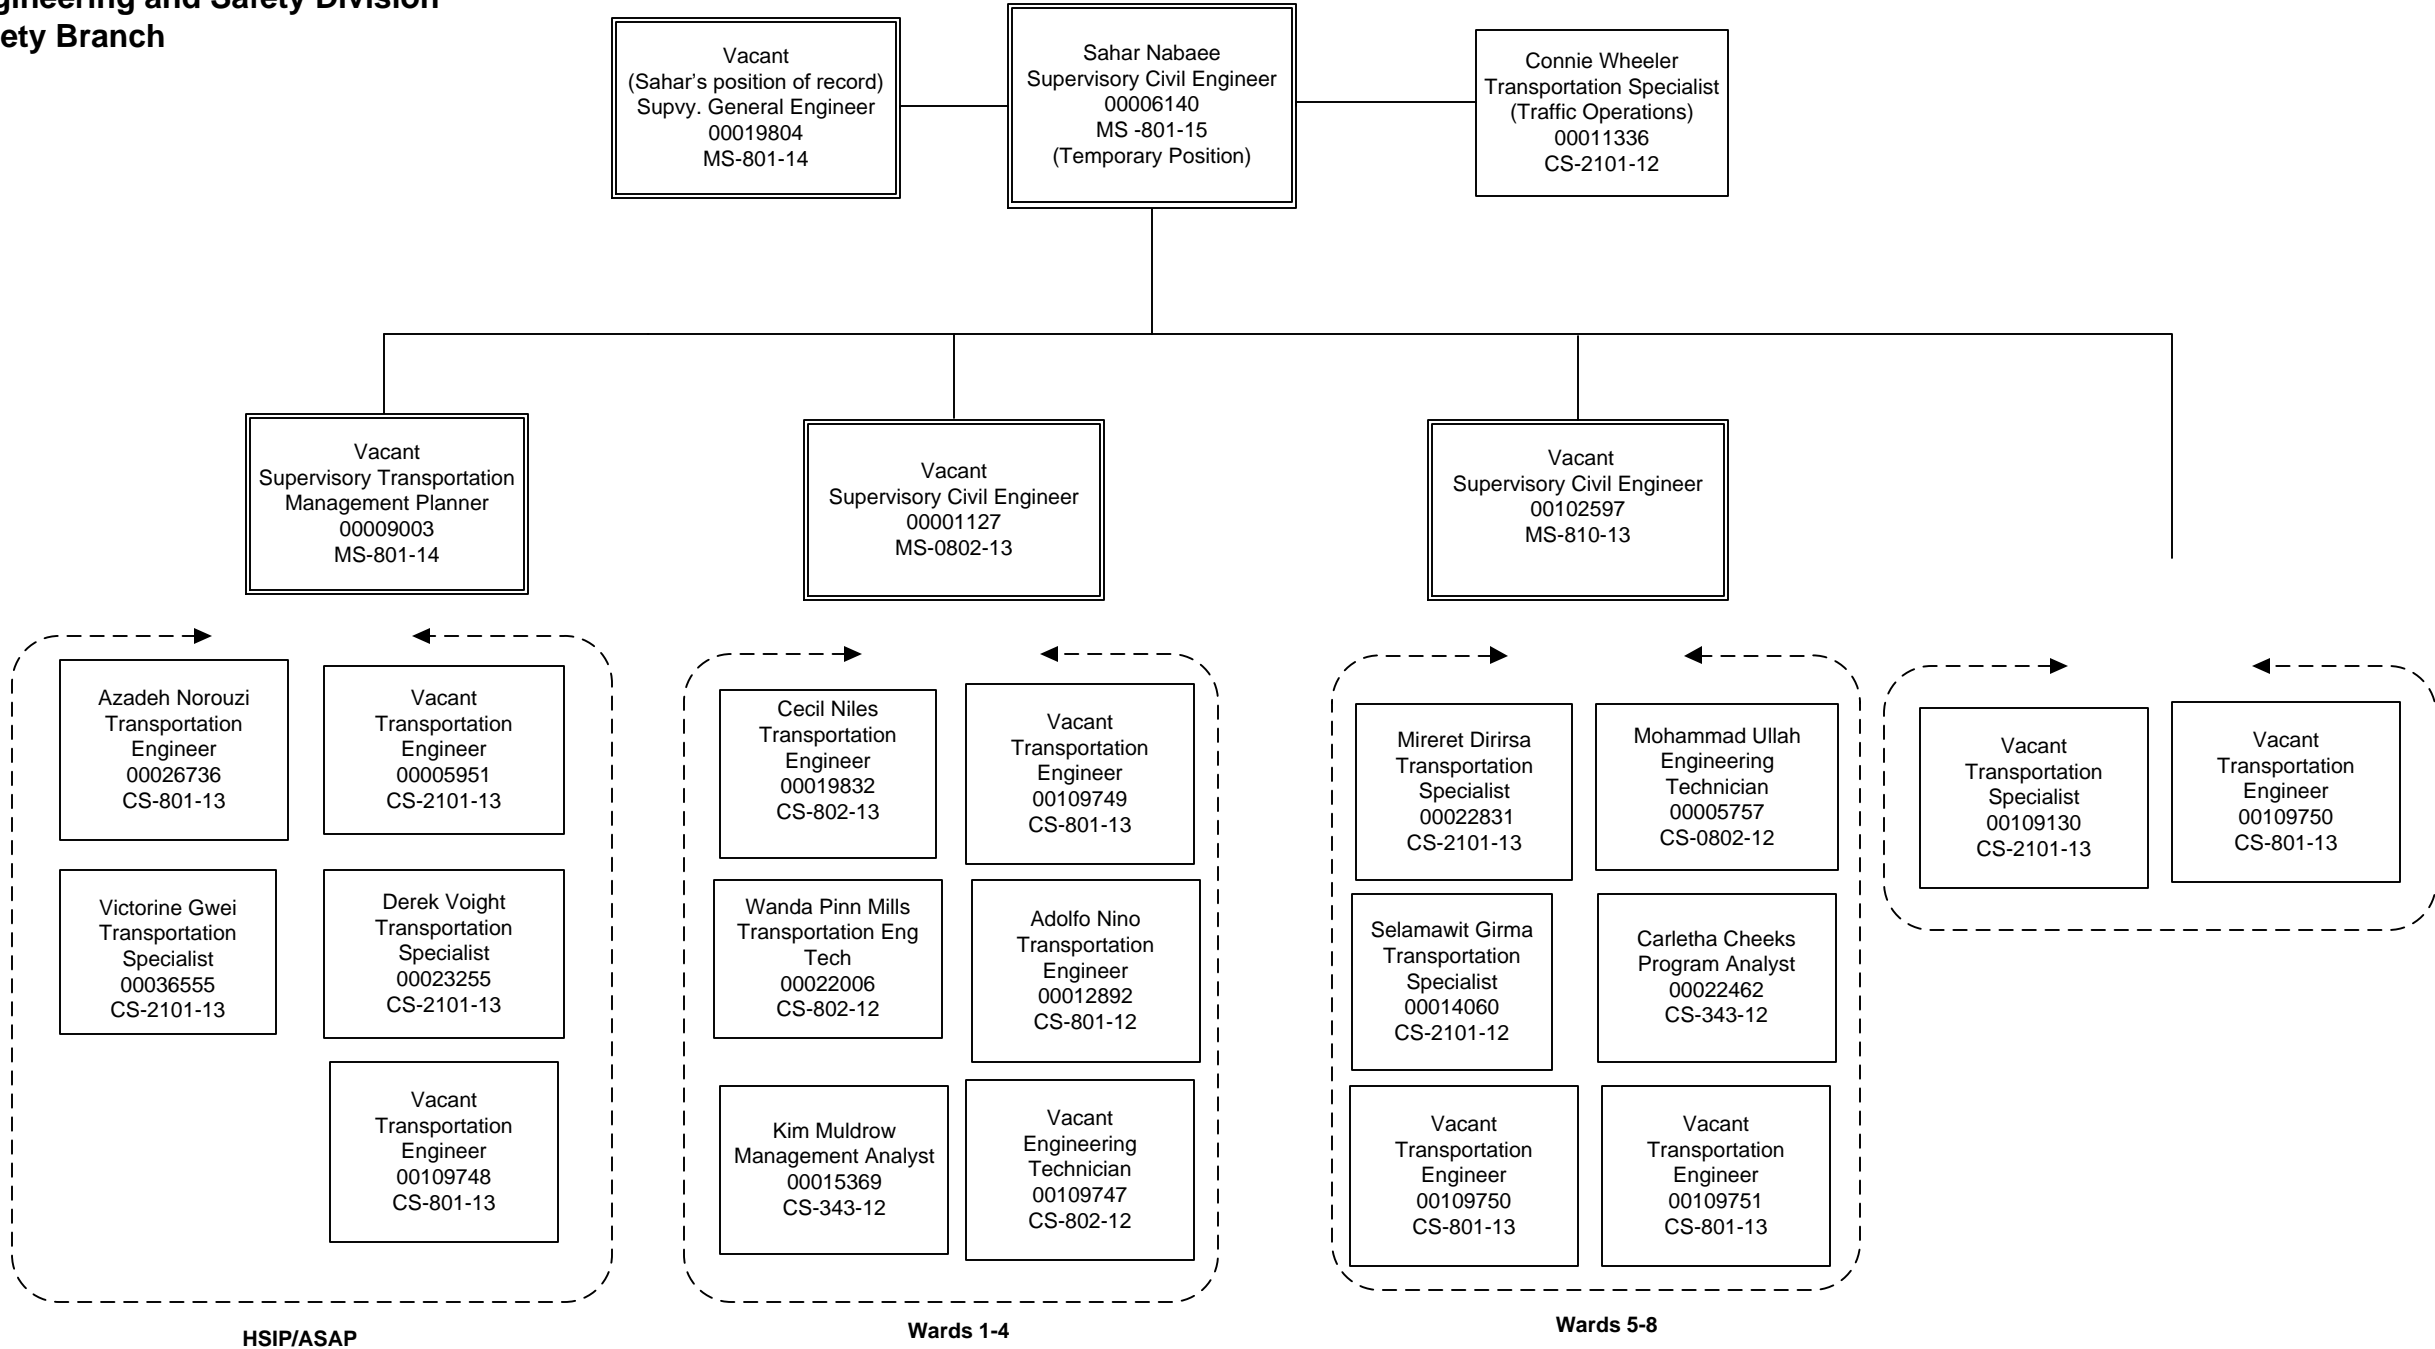 gineering and Safety Division
ety Branch
Vacant
(Sahar's position of record)
Supvy. General Engineer
00019804
MS-801-14
Sahar Nabaee
Supervisory Civil Engineer
00006140
MS -801-15
(Temporary Position)
Connie Wheeler
Transportation Specialist
(Traffic Operations)
00011336
CS-2101-12
Vacant
Supervisory Transportation
Management Planner
00009003
MS-801-14
Vacant
Supervisory Civil Engineer
00001127
MS-0802-13
Vacant
Supervisory Civil Engineer
00102597
MS-810-13
Azadeh Norouzi
Transportation
Engineer
00026736
CS-801-13
Vacant
Transportation
Engineer
00005951
CS-2101-13
Victorine Gwei
Transportation
Specialist
00036555
CS-2101-13
Derek Voight
Transportation
Specialist
00023255
CS-2101-13
Vacant
Transportation
Engineer
00109748
CS-801-13
HSIP/ASAP
Cecil Niles
Transportation
Engineer
00019832
CS-802-13
Vacant
Transportation
Engineer
00109749
CS-801-13
Wanda Pinn Mills
Transportation Eng
Tech
00022006
CS-802-12
Adolfo Nino
Transportation
Engineer
00012892
CS-801-12
Kim Muldrow
Management Analyst
00015369
CS-343-12
Vacant
Engineering
Technician
00109747
CS-802-12
Wards 1-4
Mireret Dirirsa
Transportation
Specialist
00022831
CS-2101-13
Mohammad Ullah
Engineering
Technician
00005757
CS-0802-12
Selamawit Girma
Transportation
Specialist
00014060
CS-2101-12
Carletha Cheeks
Program Analyst
00022462
CS-343-12
Vacant
Transportation
Engineer
00109750
CS-801-13
Vacant
Transportation
Engineer
00109751
CS-801-13
Wards 5-8
Vacant
Transportation
Specialist
00109130
CS-2101-13
Vacant
Transportation
Engineer
00109750
CS-801-13